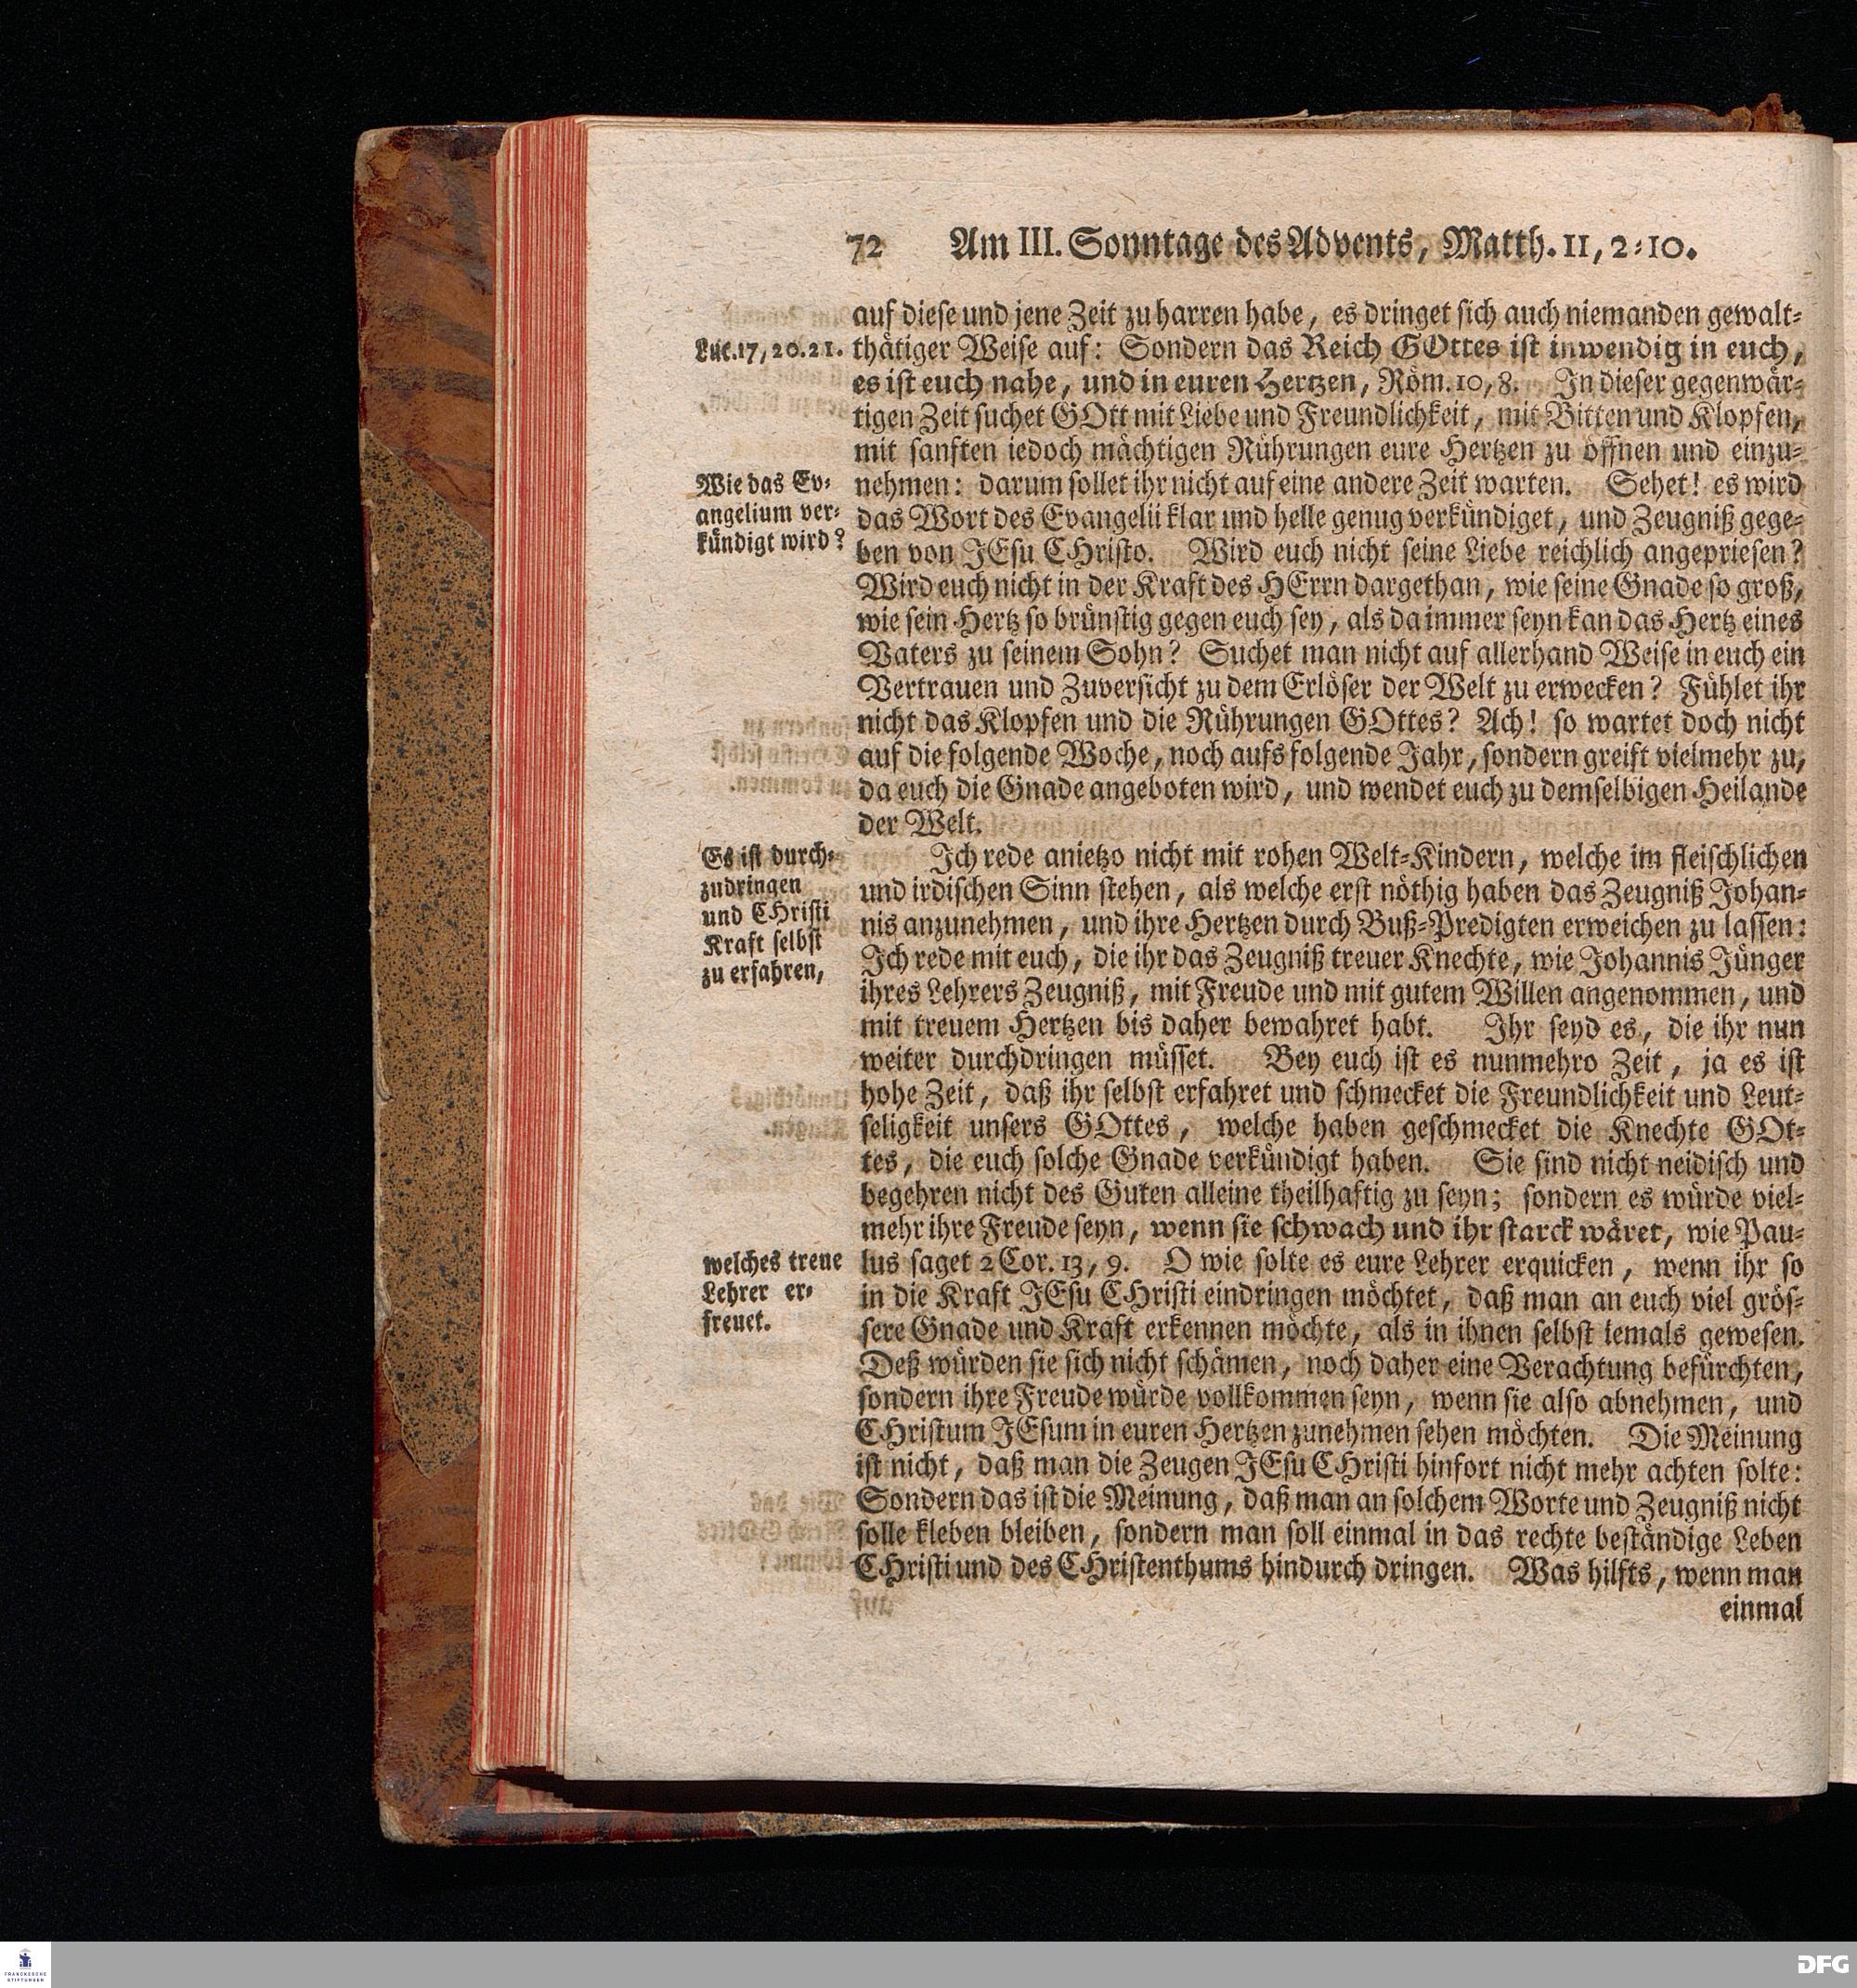 72 Am III. Sonntage des Advents, Matth. 11, 2-10.
auf diese und jene Zeit zu harren habe, es dringet sich auch niemanden gewalt-
Luc. 17, 20. 21.
thätiger Weise auf: Sondern das Reich GOttes ist inwendig in euch,
es ist euch nahe, und in euren Hertzen, Röm. 10, 8. In dieser gegenwär-
tigen Zeit suchet GOtt mit Liebe und Freundlichkeit, mit Bitten und Klopfen,
mit sanften iedoch mächtigen Rührungen eure Hertzen zu öffnen und einzu-
Wie das Ev-
angelium ver-
kündigt wird?
nehmen: darum sollet ihr nicht auf eine andere Zeit warten. Sehet! es wird
das Wort des Evangelii klar und helle genug verkündiget, und Zeugniß gege-
ben von JEsu CHristo. Wird euch nicht seine Liebe reichlich angepriesen?
Wird euch nicht in der Kraft des HErrn dargethan, wie seine Gnade so groß,
wie sein Hertz so brünstig gegen euch sey, als da immer seyn kan das Hertz eines
Vaters zu seinem Sohn? Suchet man nicht auf allerhand Weise in euch ein
Vertrauen und Zuversicht zu dem Erlöser der Welt zu erwecken? Fühlet ihr
nicht das Klopfen und die Rührungen GOttes? Ach! so wartet doch nicht
auf die folgende Woche, noch aufs folgende Jahr, sondern greift vielmehr zu,
da euch die Gnade angeboten wird, und wendet euch zu demselbigen Heilande
der Welt.
Es ist durch-
zudringen
und CHristi
Kraft selbst
zu erfahren,
Ich rede anietzo nicht mit rohen Welt-Kindern, welche im fleischlichen
und irdischen Sinn stehen, als welche erst nöthig haben das Zeugniß Johan-
nis anzunehmen, und ihre Hertzen durch Buß-Predigten erweichen zu lassen:
Ich rede mit euch, die ihr das Zeugniß treuer Knechte, wie Johannis Jünger
ihres Lehrers Zeugniß, mit Freude und mit gutem Willen angenommen, und
mit treuem Hertzen bis daher bewahret habt. Ihr seyd es, die ihr nun
weiter durchdringen müsset. Bey euch ist es nunmehro Zeit, ja es ist
hohe Zeit, daß ihr selbst erfahret und schmecket die Freundlichkeit und Leut-
seligkeit unsers GOttes, welche haben geschmecket die Knechte GOt-
tes, die euch solche Gnade verkündigt haben. Sie sind nicht neidisch und
begehren nicht des Guten alleine theilhaftig zu seyn; sondern es würde viel-
mehr ihre Freude seyn, wenn sie schwach und ihr starck wäret, wie Pau-
welches treue
Lehrer er-
freuet.
lus saget 2 Cor. 13, 9. O wie solte es eure Lehrer erquicken, wenn ihr so
in die Kraft JEsu CHristi eindringen möchtet, daß man an euch viel grös-
sere Gnade und Kraft erkennen möchte, als in ihnen selbst iemals gewesen.
Deß würden sie sich nicht schämen, noch daher eine Verachtung befürchten,
sondern ihre Freude würde vollkommen seyn, wenn sie also abnehmen, und
CHristum JEsum in euren Hertzen zunehmen sehen möchten. Die Meinung
ist nicht, daß man die Zeugen JEsu CHristi hinfort nicht mehr achten solte:
Sondern das ist die Meinung, daß man an solchem Worte und Zeugniß nicht
solle kleben bleiben, sondern man soll einmal in das rechte beständige Leben
CHristi und des CHristenthums hindurch dringen. Was hilfts, wenn man
einmal
FRANCKESCHE
STIFTUNGEN
DFG